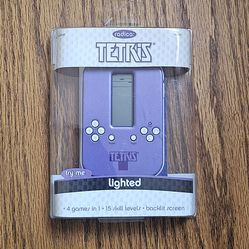 radica:
TETRIS
TETRIS
try me
lighted
• 4 games in 1 • 15 skill levels • backlit screen